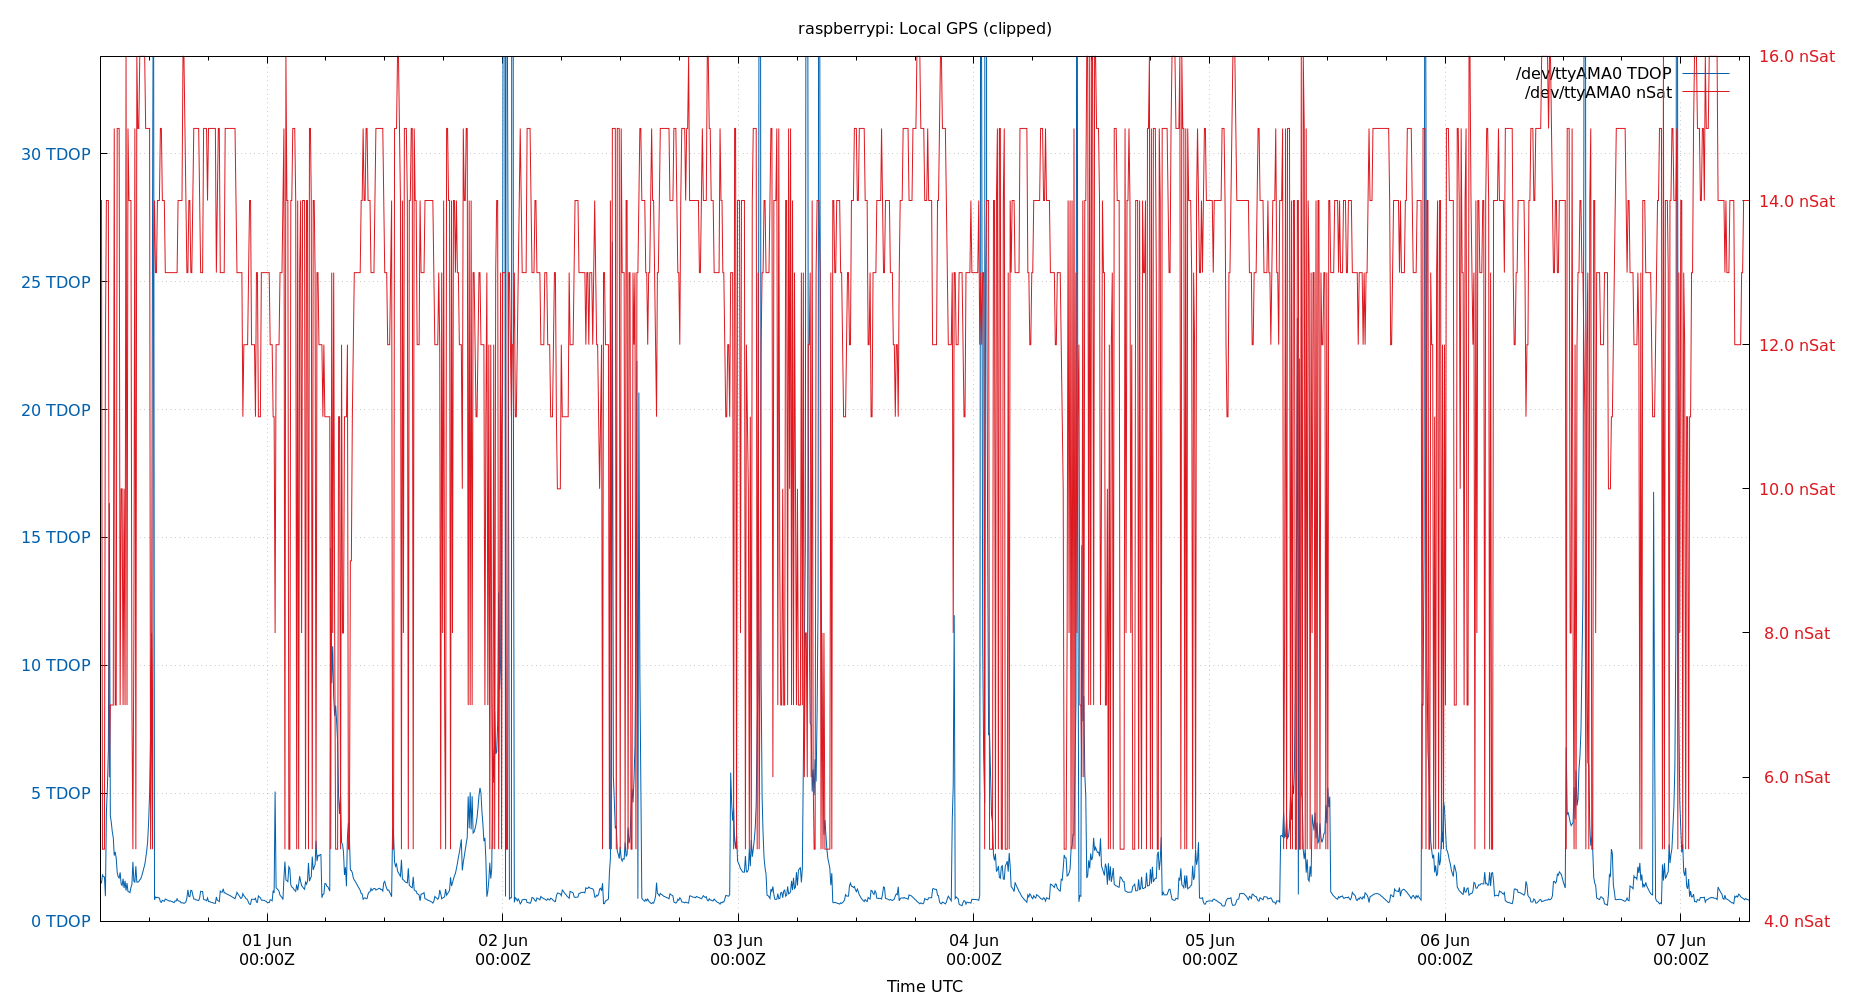 raspberrypi: Local GPS (clipped)
/dev/ttyAMA0 TDOP
/dev/ttyAMA0 nSat
30 TDOP
25 TDOP
20 TDOP
15 TDOP
10 TDOP
5 TDOP
0 TDOP
16.0 nSat
14.0 nSat
12.0 nSat
10.0 nSat
8.0 nSat
6.0 nSat
4.0 nSat
01 Jun
00:00Z
02 Jun
00:00Z
03 Jun
00:00Z
04 Jun
00:00Z
05 Jun
00:00Z
06 Jun
00:00Z
07 Jun
00:00Z
Time UTC